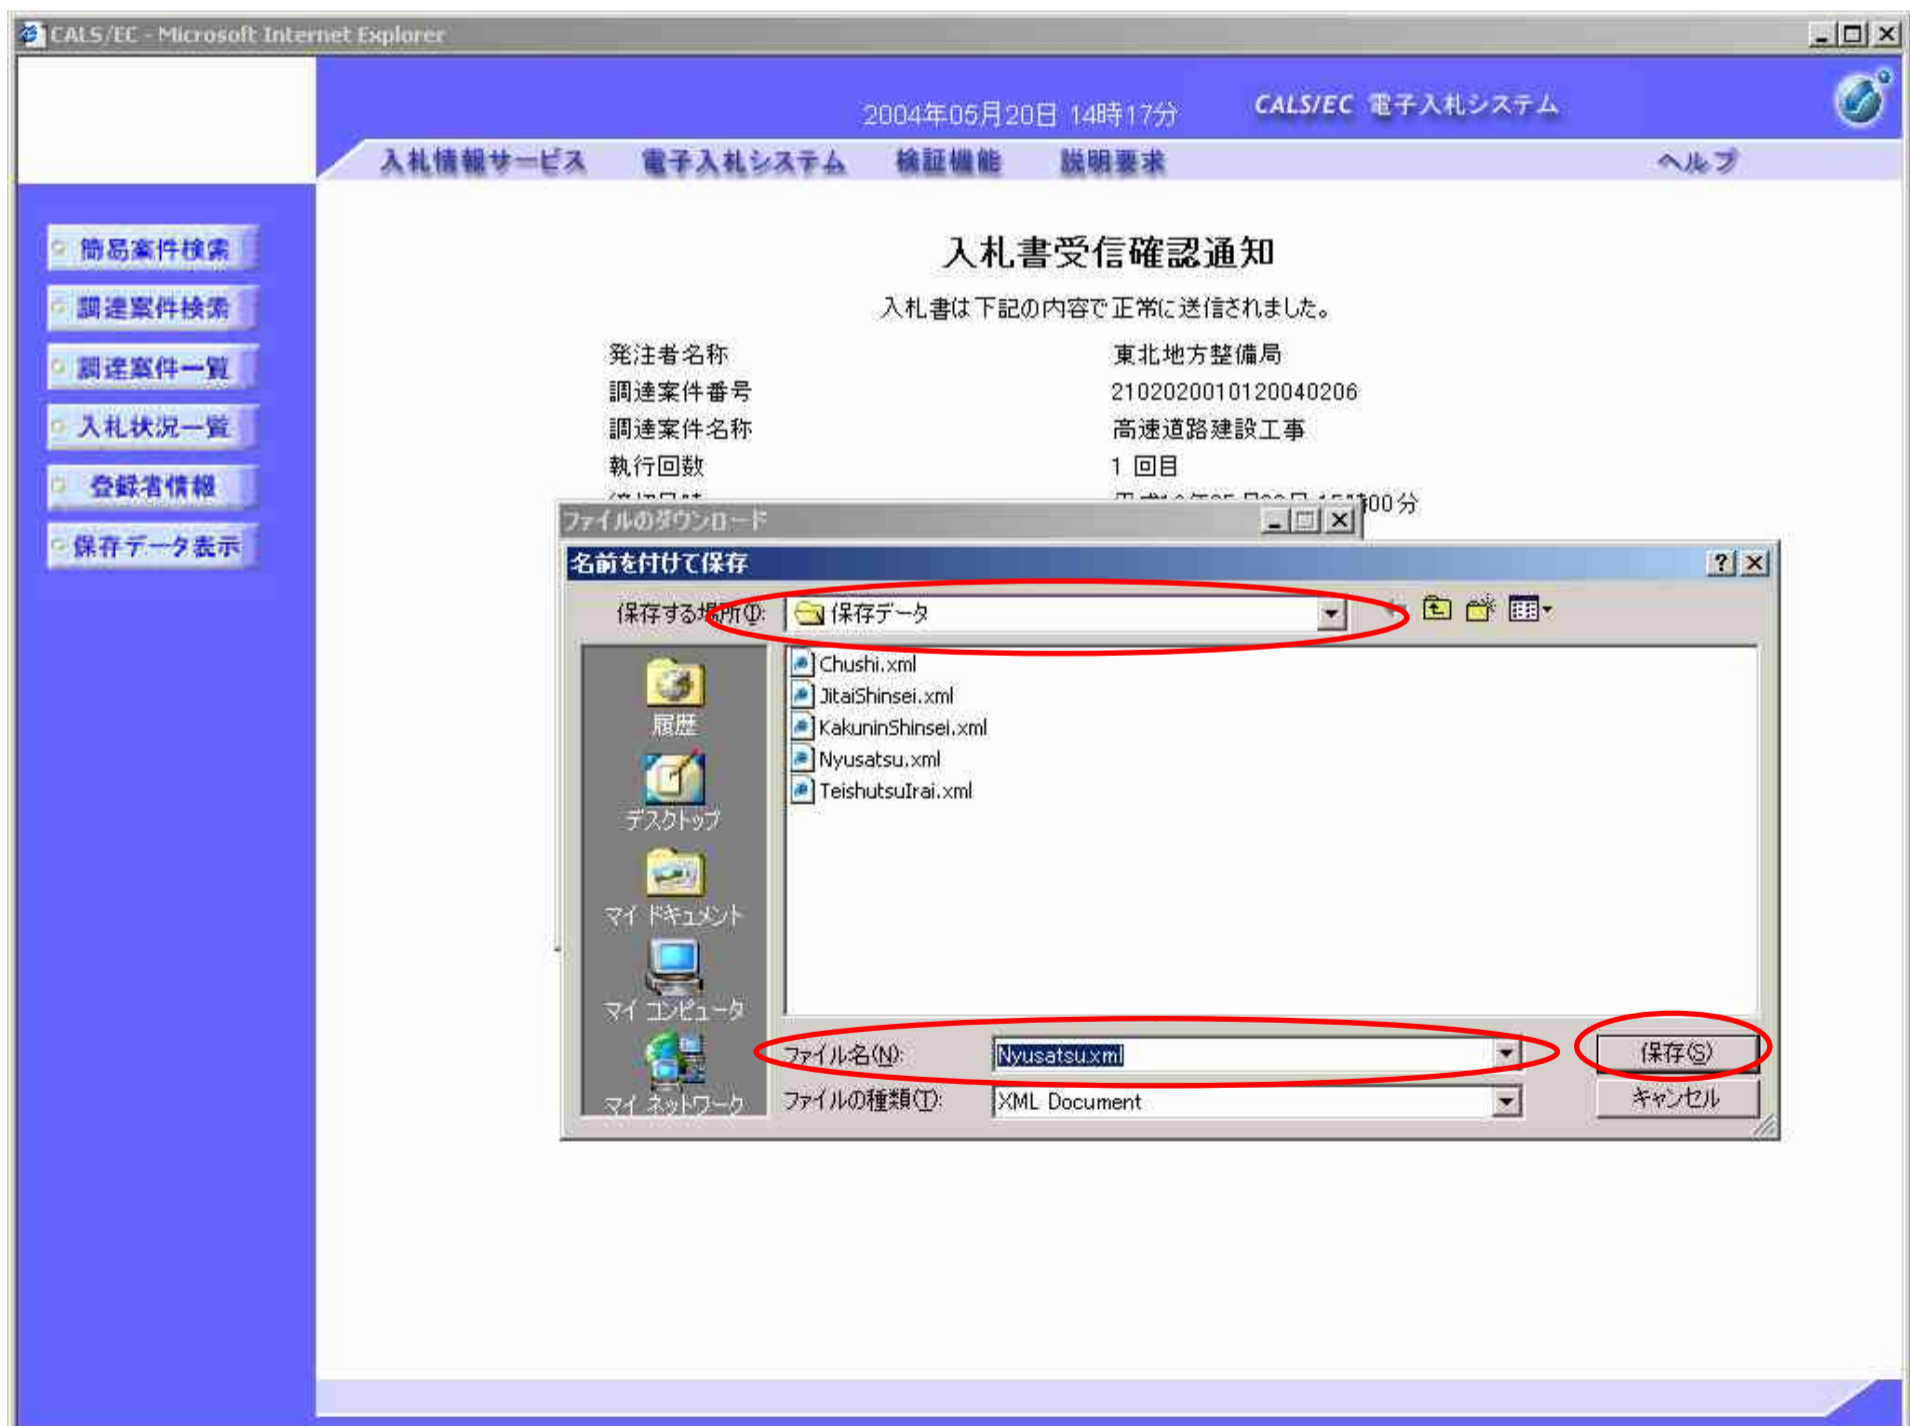 CALS/EC - Microsoft Internet Explorer
2004年05月20日 14時17分
CALS/EC 電子入札システム
入札情報サービス 電子入札システム 検証機能 説明要求 ヘルプ
簡易案件検索
調達案件検索
調達案件一覧
入札状況一覧
登録者情報
保存データ表示
入札書受信確認通知
入札書は下記の内容で正常に送信されました。
発注者名称 東北地方整備局
調達案件番号 21020200101200402​06
調達案件名称 高速道路建設工事
執行回数 1 回目
00分
ファイルのダウンロード
名前を付けて保存
保存する場所(I): 保存データ
Chushi.xml
JitaiShinsei.xml
KakuninShinsei.xml
Nyusatsu.xml
TeishutsuIrai.xml
履歴
デスクトップ
マイ ドキュメント
マイ コンピュータ
マイ ネットワーク
ファイル名(N): Nyusatsu.xml 保存(S)
ファイルの種類(T): XML Document キャンセル